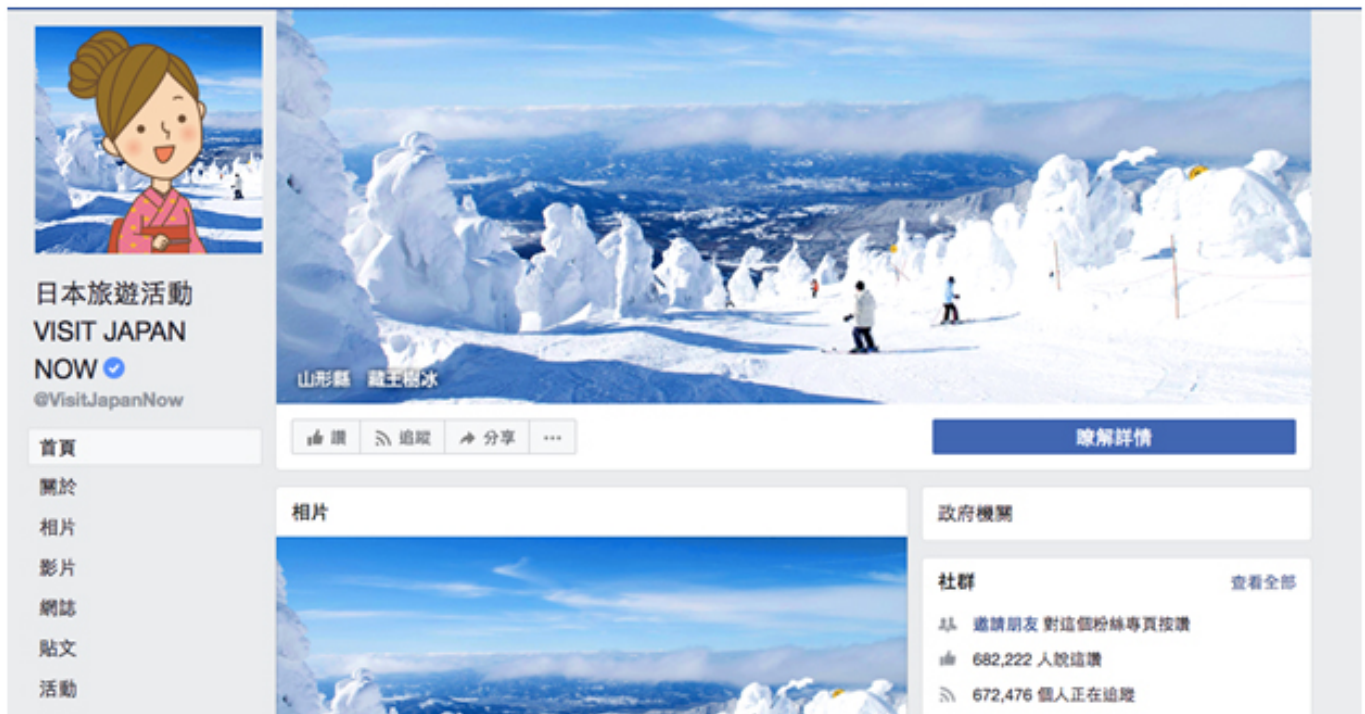 日本旅遊活動
VISIT JAPAN
NOW
@VisitJapanNow
首頁
關於
相片
影片
網誌
貼文
活動
山形縣 藏王樹冰
讚 追蹤 分享 ...
瞭解詳情
相片
政府機關
社群 查看全部
邀請朋友 對這個粉絲專頁按讚
682,222 人說這讚
672,476 個人正在追蹤